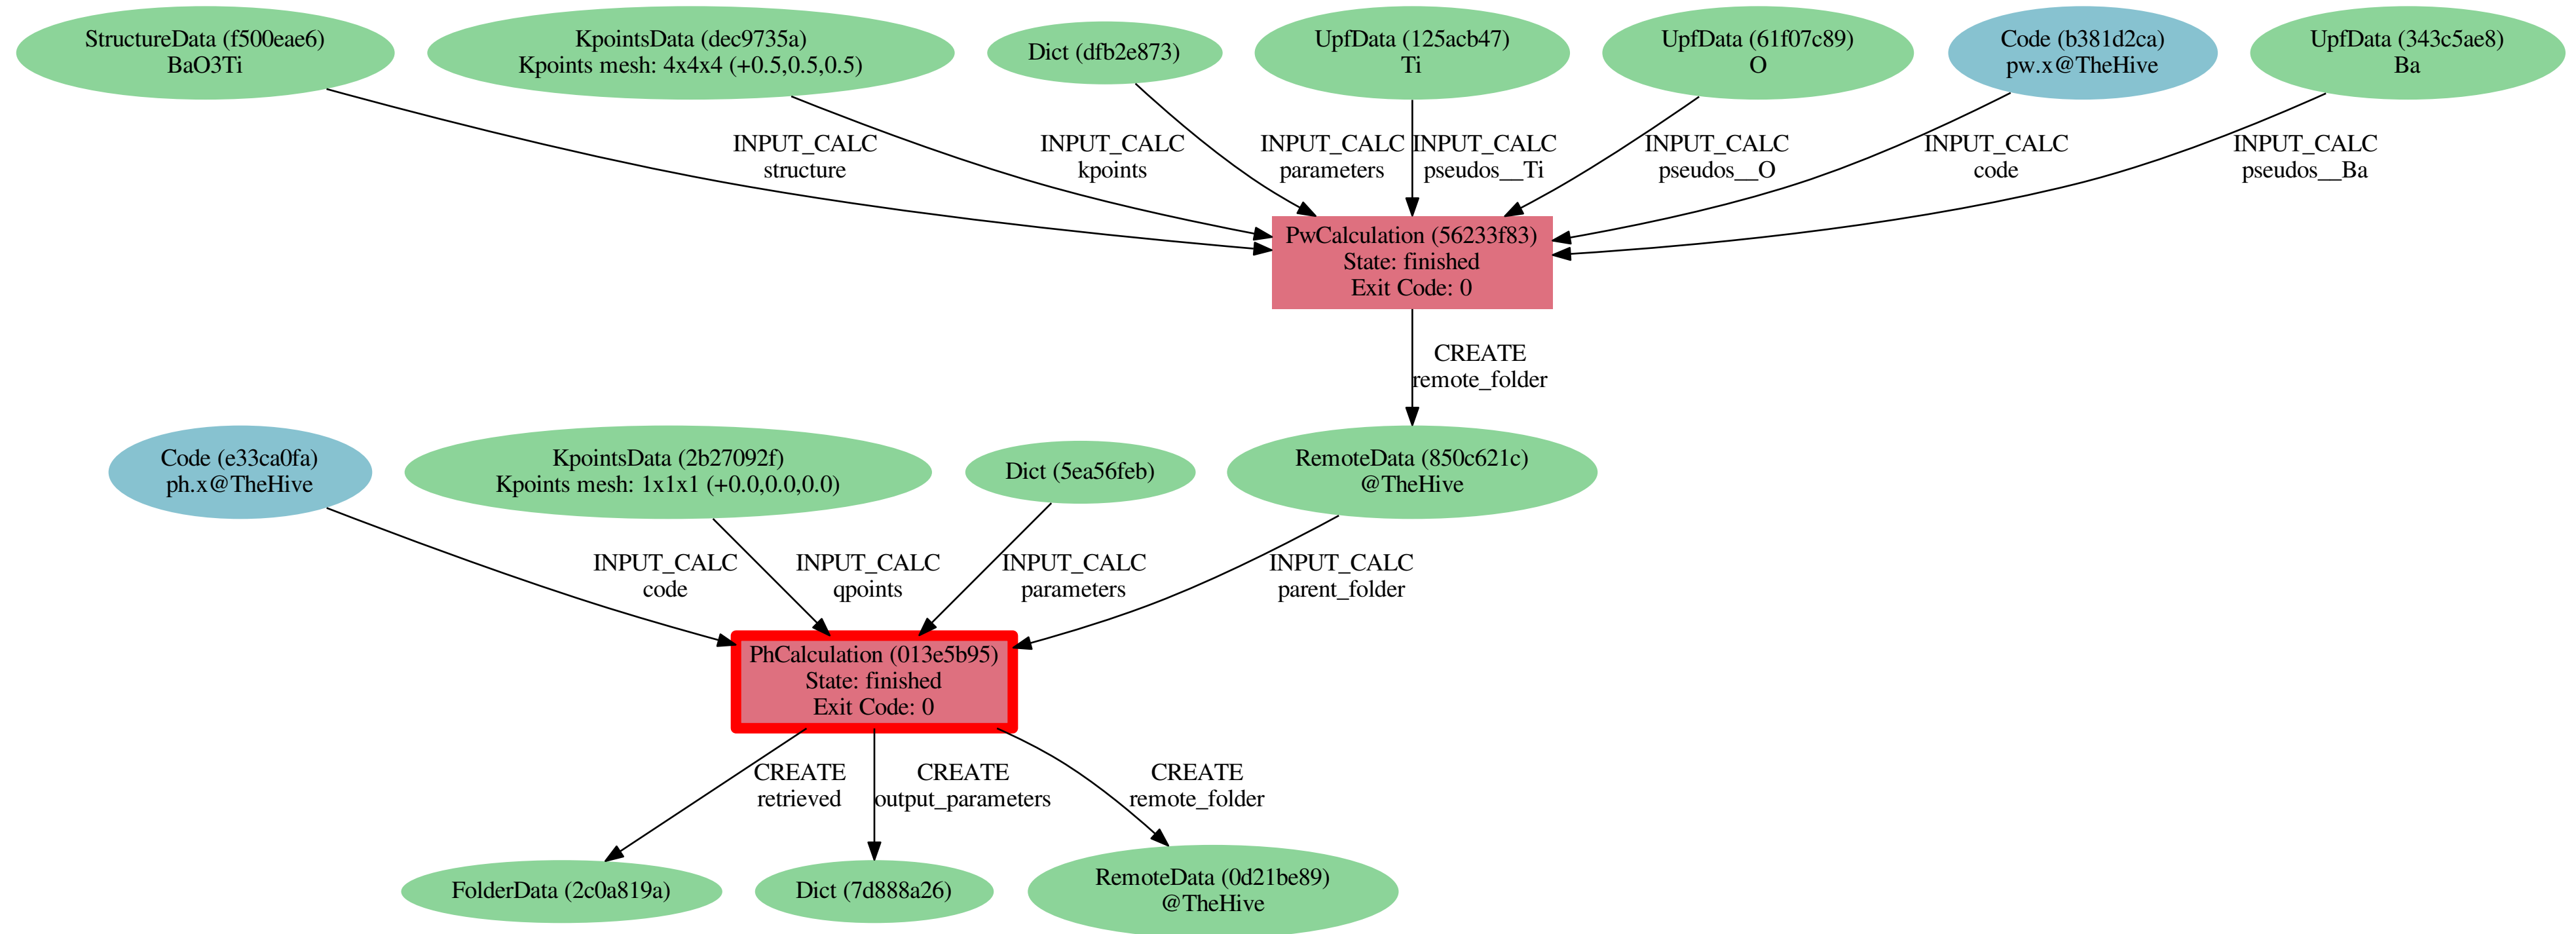 StructureData (f500eae6)
BaO3Ti
KpointsData (dec9735a)
Kpoints mesh: 4x4x4 (+0.5,0.5,0.5)
Dict (dfb2e873)
UpfData (125acb47)
Ti
UpfData (61f07c89)
O
Code (b381d2ca)
pw.x@TheHive
UpfData (343c5ae8)
Ba
INPUT_CALC
structure
INPUT_CALC
kpoints
INPUT_CALC
parameters
INPUT_CALC
pseudos__Ti
INPUT_CALC
pseudos__O
INPUT_CALC
code
INPUT_CALC
pseudos__Ba
PwCalculation (56233f83)
State: finished
Exit Code: 0
CREATE
remote_folder
Code (e33ca0fa)
ph.x@TheHive
KpointsData (2b27092f)
Kpoints mesh: 1x1x1 (+0.0,0.0,0.0)
Dict (5ea56feb)
RemoteData (850c621c)
@TheHive
INPUT_CALC
code
INPUT_CALC
qpoints
INPUT_CALC
parameters
INPUT_CALC
parent_folder
PhCalculation (013e5b95)
State: finished
Exit Code: 0
CREATE
retrieved
CREATE
output_parameters
CREATE
remote_folder
FolderData (2c0a819a)
Dict (7d888a26)
RemoteData (0d21be89)
@TheHive